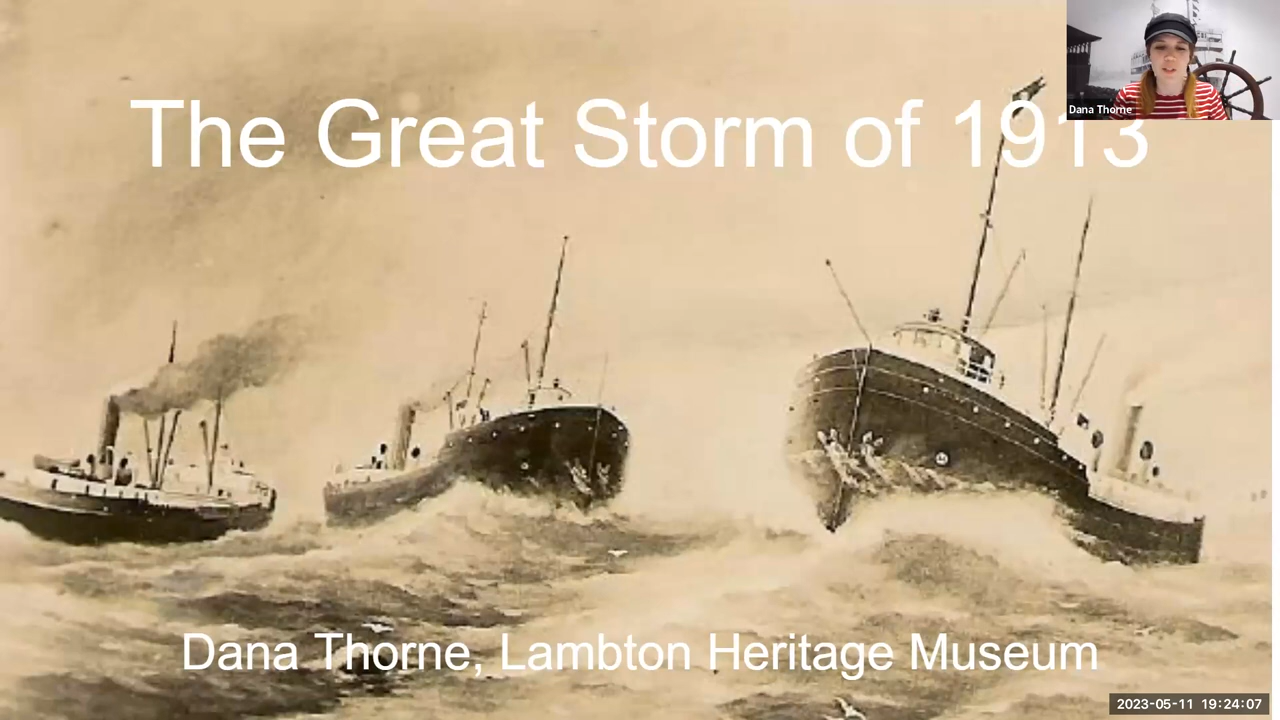 Dana Thorne
The Great Storm of 1913
Dana Thorne, Lambton Heritage Museum
2023-05-11 19:24:07